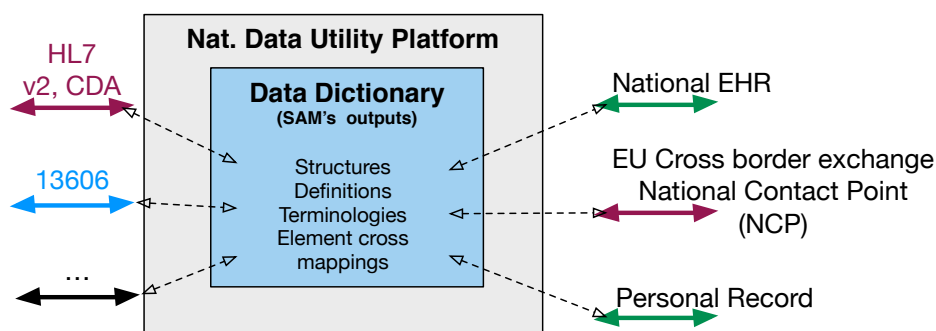 Nat. Data Utility Platform
HL7
v2, CDA
13606
...
Data Dictionary
(SAM's outputs)
Structures
Definitions
Terminologies
Element cross
mappings
National EHR
EU Cross border exchange
National Contact Point
(NCP)
Personal Record